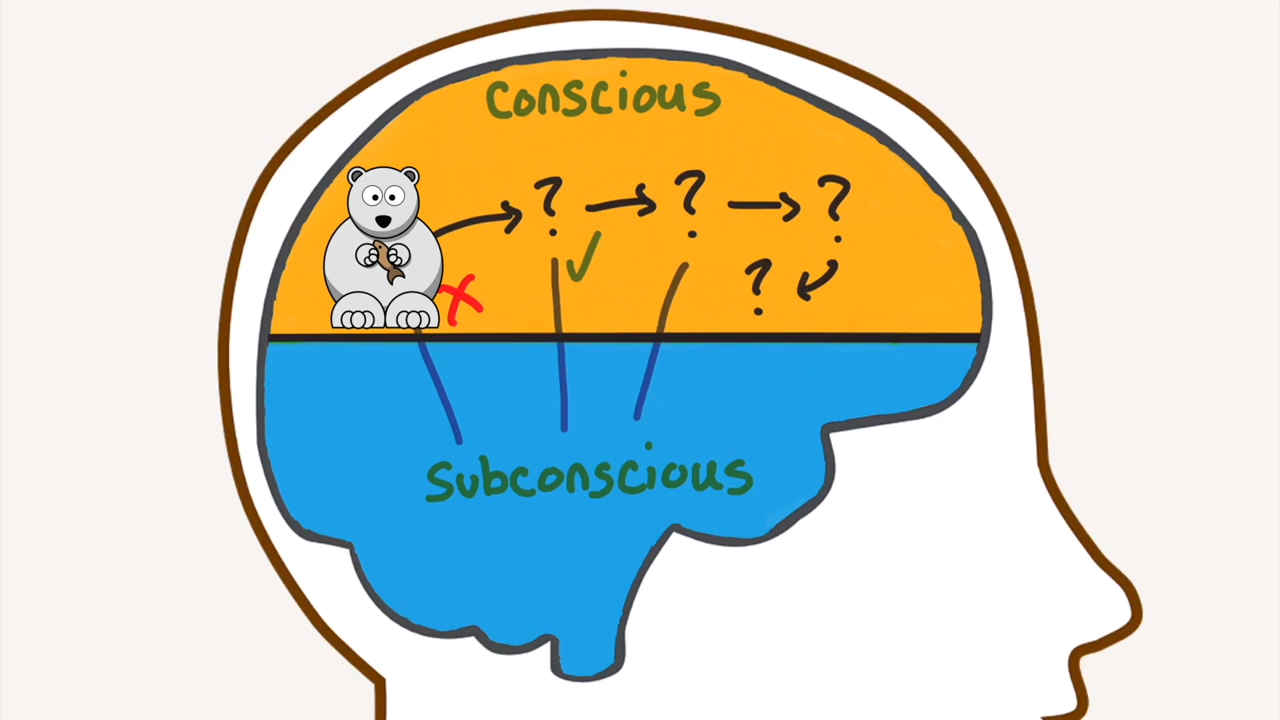 Conscious
? → ? → ?
✓
? ↙
✗
Subconscious